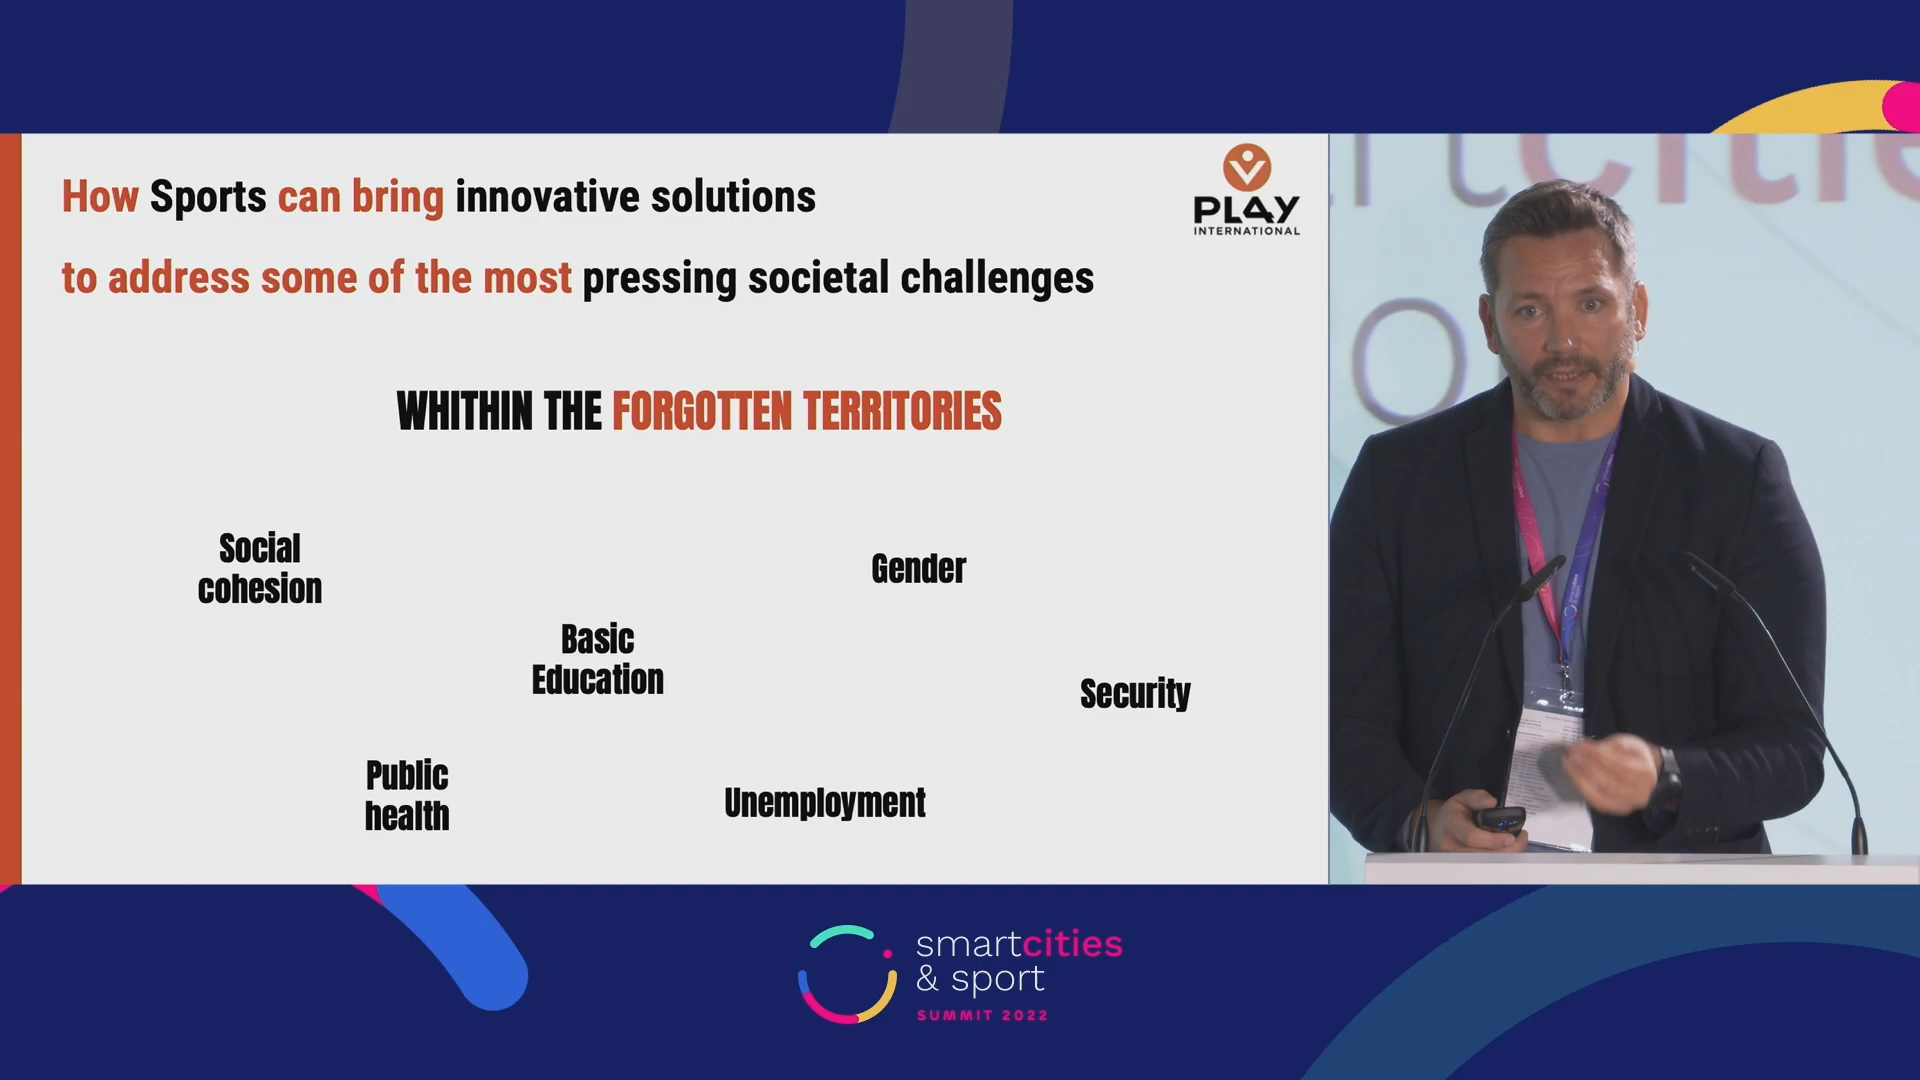 How Sports can bring innovative solutions
to address some of the most pressing societal challenges
PLAY
INTERNATIONAL
WHITHIN THE FORGOTTEN TERRITORIES
Social
cohesion
Gender
Basic
Education
Security
Public
health
Unemployment
smartcities
& sport
SUMMIT 2022